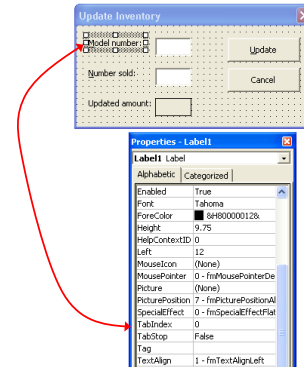 Update Inventory
Model number:
Update
Number sold:
Cancel
Updated amount:
Properties - Label1
Label1 Label
Alphabetic Categorized
Enabled True
Font Tahoma
ForeColor &H80000012&
Height 9.75
HelpContextID 0
Left 12
MouseIcon (None)
MousePointer 0 - fmMousePointerDe
Picture (None)
PicturePosition 7 - fmPicturePositionAl
SpecialEffect 0 - fmSpecialEffectFlat
TabIndex 0
TabStop False
Tag
TextAlign 1 - fmTextAlignLeft